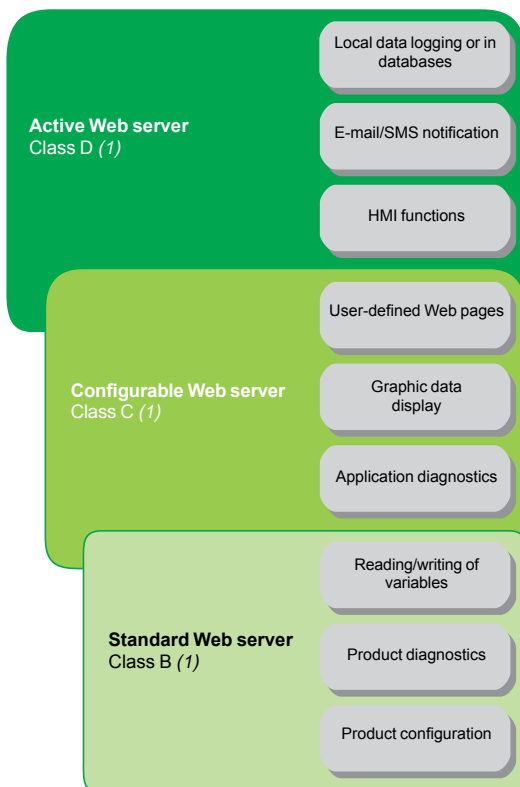 Local data logging or in
databases
Active Web server
Class D (1)
E-mail/SMS notification
HMI functions
User-defined Web pages
Configurable Web server
Class C (1)
Graphic data
display
Application diagnostics
Reading/writing of
variables
Standard Web server
Class B (1)
Product diagnostics
Product configuration